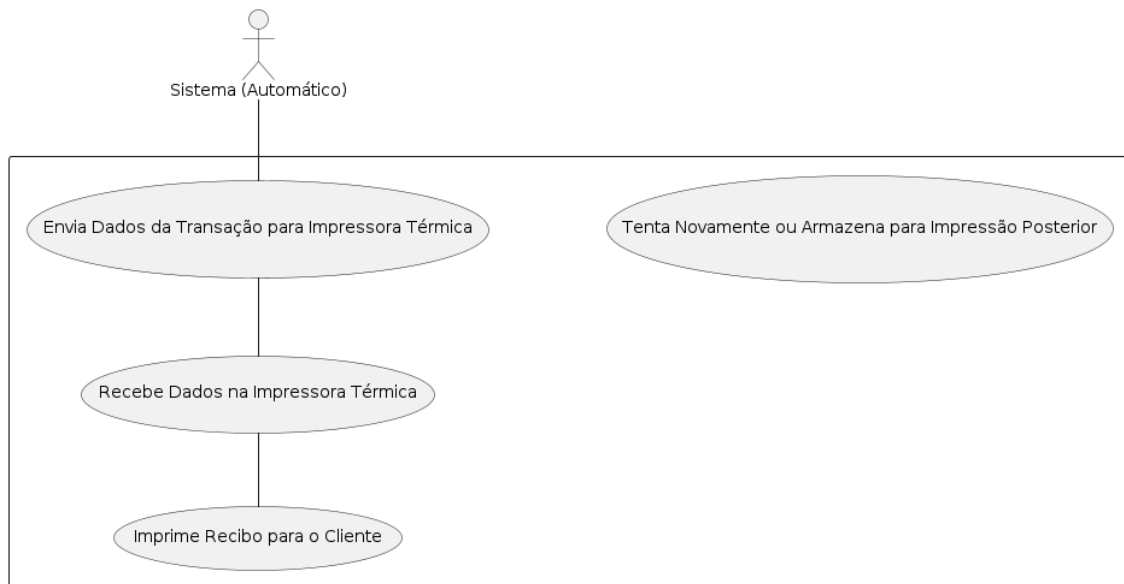 Sistema (Automático)
Envia Dados da Transação para Impressora Térmica
Tenta Novamente ou Armazena para Impressão Posterior
Recebe Dados na Impressora Térmica
Imprime Recibo para o Cliente